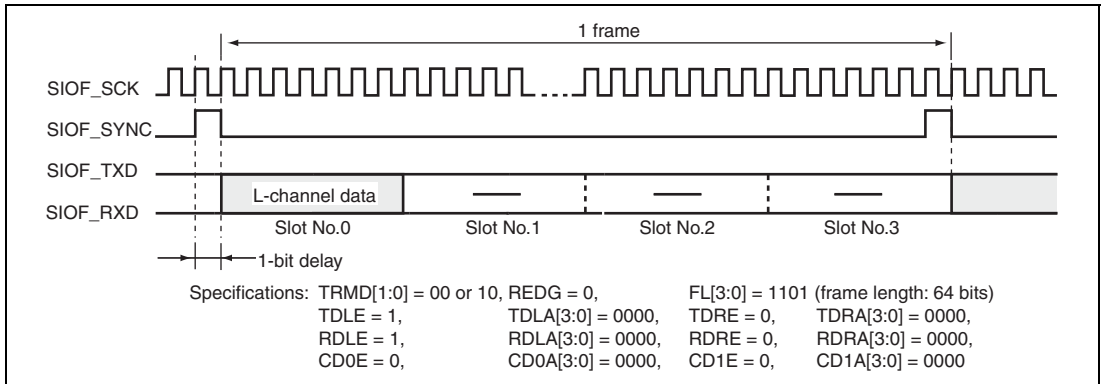 1 frame
SIOF_SCK
SIOF_SYNC
SIOF_TXD
L-channel data
SIOF_RXD
Slot No.0 Slot No.1 Slot No.2 Slot No.3
1-bit delay
Specifications: TRMD[1:0] = 00 or 10, REDG = 0, FL[3:0] = 1101 (frame length: 64 bits)
TDLE = 1, TDLA[3:0] = 0000, TDRE = 0, TDRA[3:0] = 0000,
RDLE = 1, RDLA[3:0] = 0000, RDRE = 0, RDRA[3:0] = 0000,
CD0E = 0, CD0A[3:0] = 0000, CD1E = 0, CD1A[3:0] = 0000